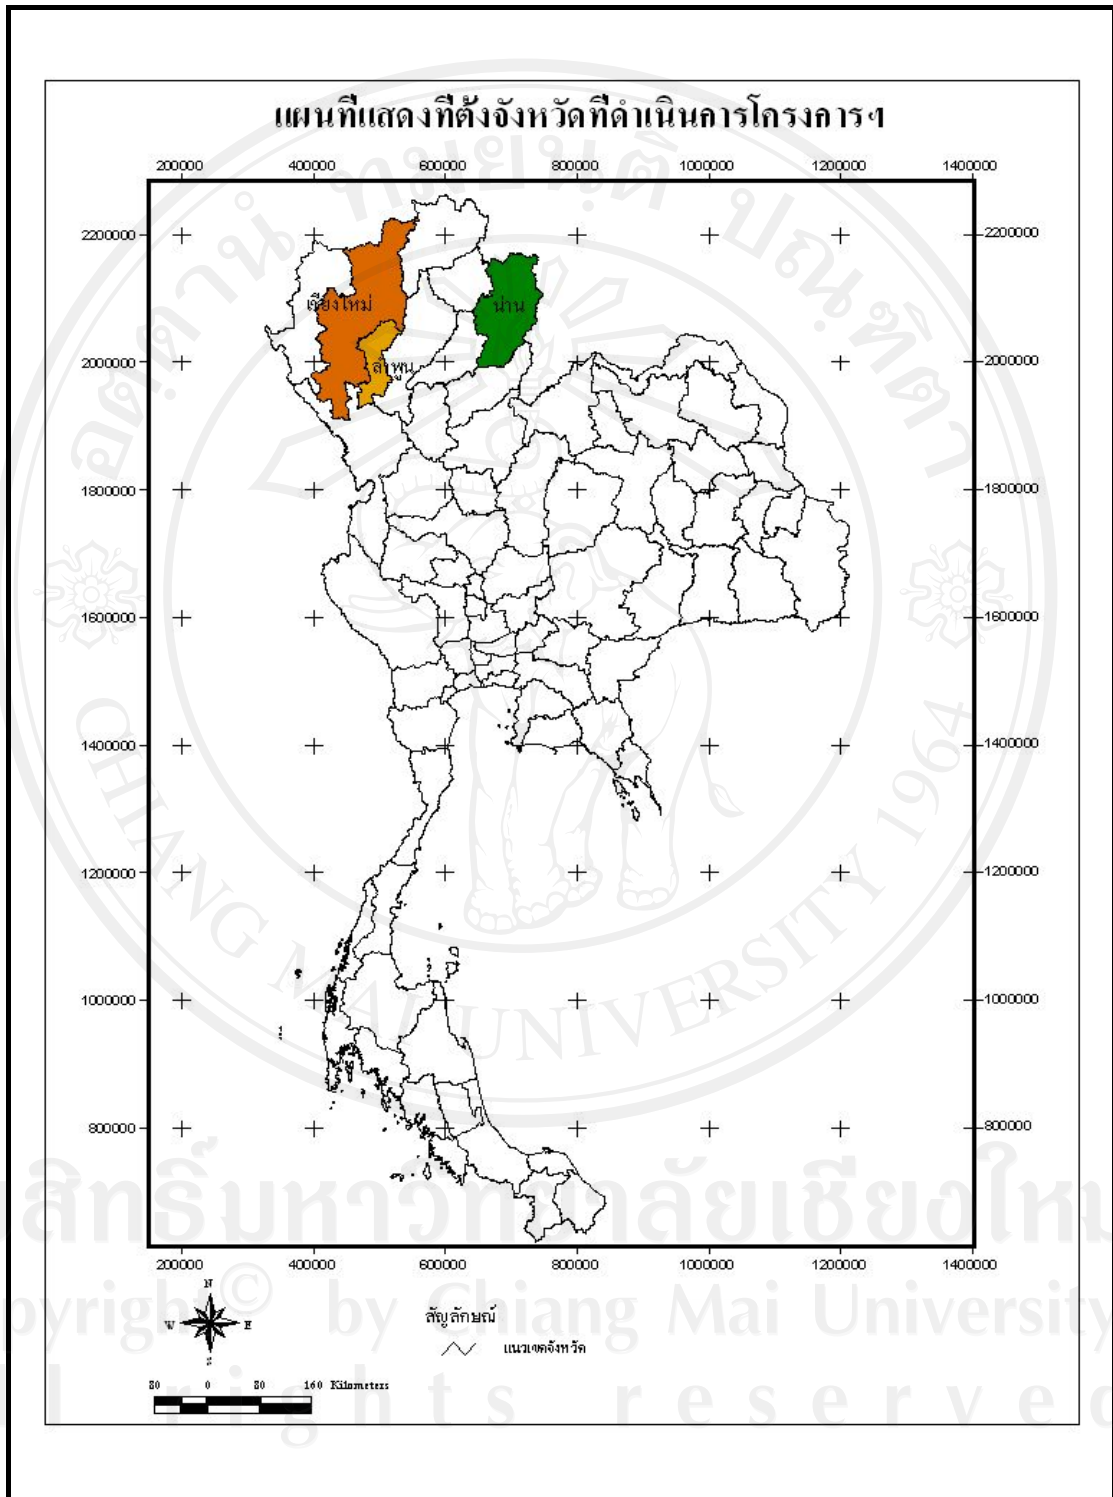 แผนที่แสดงที่ตั้งจังหวัดที่ดำเนินการโครงการฯ
200000 400000 600000 800000 1000000 1200000 1400000
2200000 2200000
เชียงใหม่ น่าน
2000000 ลำพูน 2000000
1800000 1800000
1600000 1600000
1400000 1400000
1200000 1200000
1000000 1000000
800000 800000
200000 400000 600000 800000 1000000 1200000 1400000
N
W E
S
สัญลักษณ์
แนวเขตจังหวัด
80 0 80 160 Kilometers
CHIANG MAI UNIVERSITY 1964
สิทธิ์มหาวิทยาลัยเชียงใหม่
Copyright© by Chiang Mai University
All rights reserved